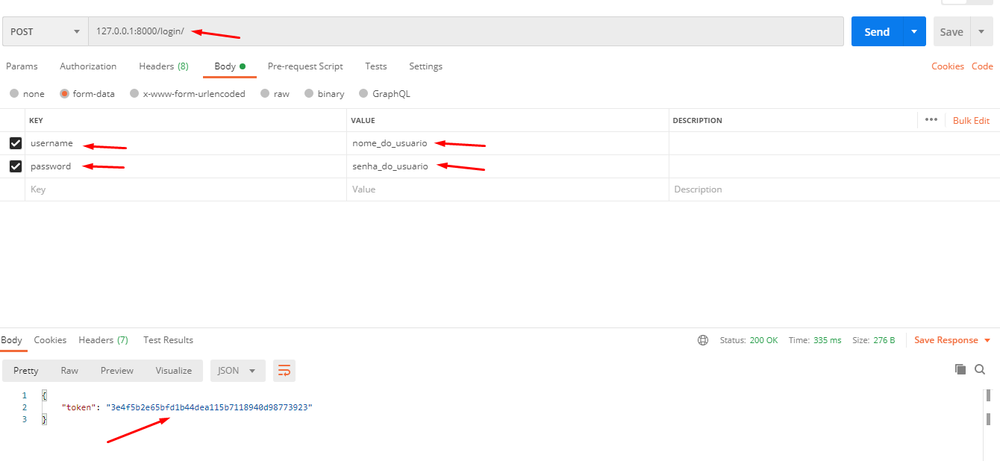 POST 127.0.0.1:8000/login/ Send Save
Params Authorization Headers (8) Body Pre-request Script Tests Settings Cookies Code
none form-data x-www-form-urlencoded raw binary GraphQL
KEY VALUE DESCRIPTION ••• Bulk Edit
username nome_do_usuario
password senha_do_usuario
Key Value Description
Body Cookies Headers (7) Test Results Status: 200 OK Time: 335 ms Size: 276 B Save Response
Pretty Raw Preview Visualize JSON
1 {
2 "token": "3e4f5b2e65bfd1b44dea115b7118940d98773923"
3 }